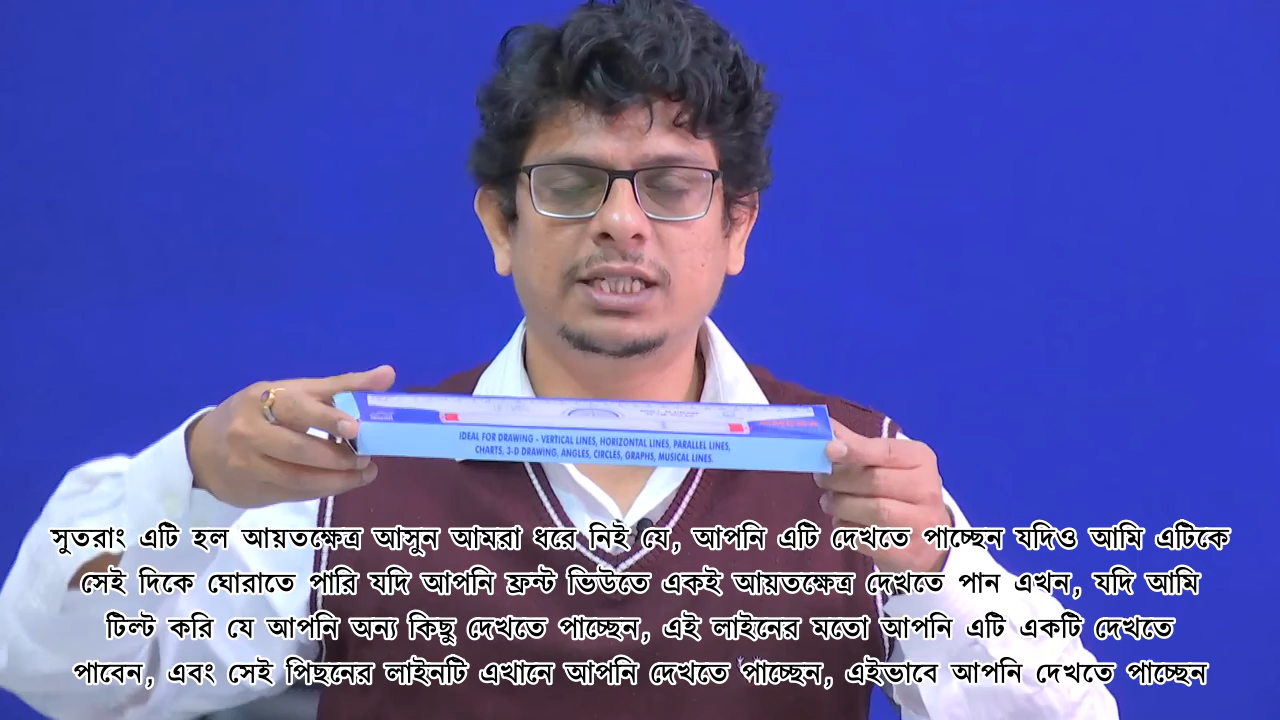 IDEAL FOR DRAWING - VERTICAL LINES, HORIZONTAL LINES, PARALLEL LINES,
CHARTS, 3-D DRAWING, ANGLES, CIRCLES, GRAPHS, MUSICAL LINES.
সুতরাং এটি হল আয়তক্ষেত্র আসুন আমরা ধরে নিই যে, আপনি এটি দেখতে পাচ্ছেন যদিও আমি এটিকে
সেই দিকে ঘোরাতে পারি যদি আপনি ফ্রন্ট ভিউতে একই আয়তক্ষেত্র দেখতে পান এখন, যদি আমি
টিল্ট করি যে আপনি অন্য কিছু দেখতে পাচ্ছেন, এই লাইনের মতো আপনি এটি একটি দেখতে
পাবেন, এবং সেই পিছনের লাইনটি এখানে আপনি দেখতে পাচ্ছেন, এইভাবে আপনি দেখতে পাচ্ছেন